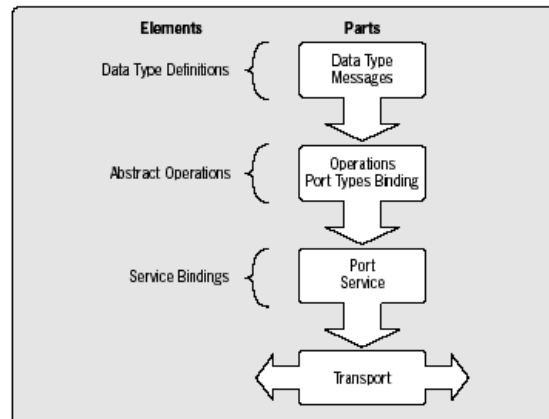 Elements
Parts
Data Type Definitions
Data Type
Messages
Abstract Operations
Operations
Port Types Binding
Service Bindings
Port
Service
Transport